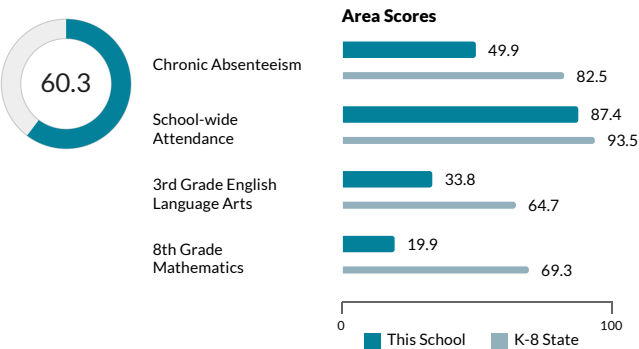 Area Scores
60.3
Chronic Absenteeism
49.9
82.5
School-wide
Attendance
87.4
93.5
3rd Grade English
Language Arts
33.8
64.7
8th Grade
Mathematics
19.9
69.3
0
100
This School
K-8 State